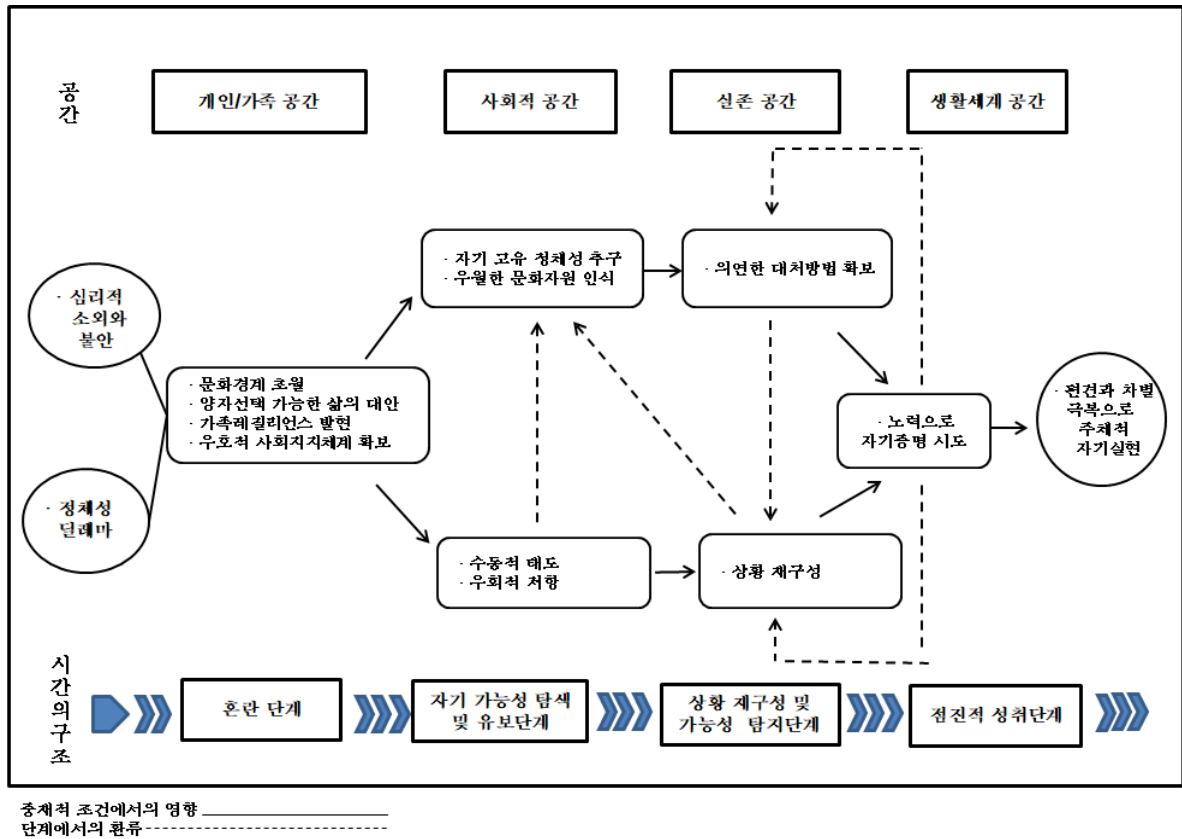 공간
개인/가족 공간
사회적 공간
실존 공간
생활세계 공간
· 심리적
소외와
불안
· 정체성
딜레마
· 문화경계 초월
· 양자선택 가능한 삶의 대안
· 가족레질리언스 발현
· 우호적 사회지지체계 확보
· 자기 고유 정체성 추구
· 우월한 문화자원 인식
· 의연한 대처방법 확보
· 수동적 태도
· 우회적 저항
· 상황 재구성
· 노력으로
자기증명 시도
· 편견과 차별
극복으로
주체적
자기실현
시간의구조
혼란 단계
자기 가능성 탐색
및 유보단계
상황 재구성 및
가능성 탐지단계
점진적 성취단계
중재적 조건에서의 영향
단계에서의 환류